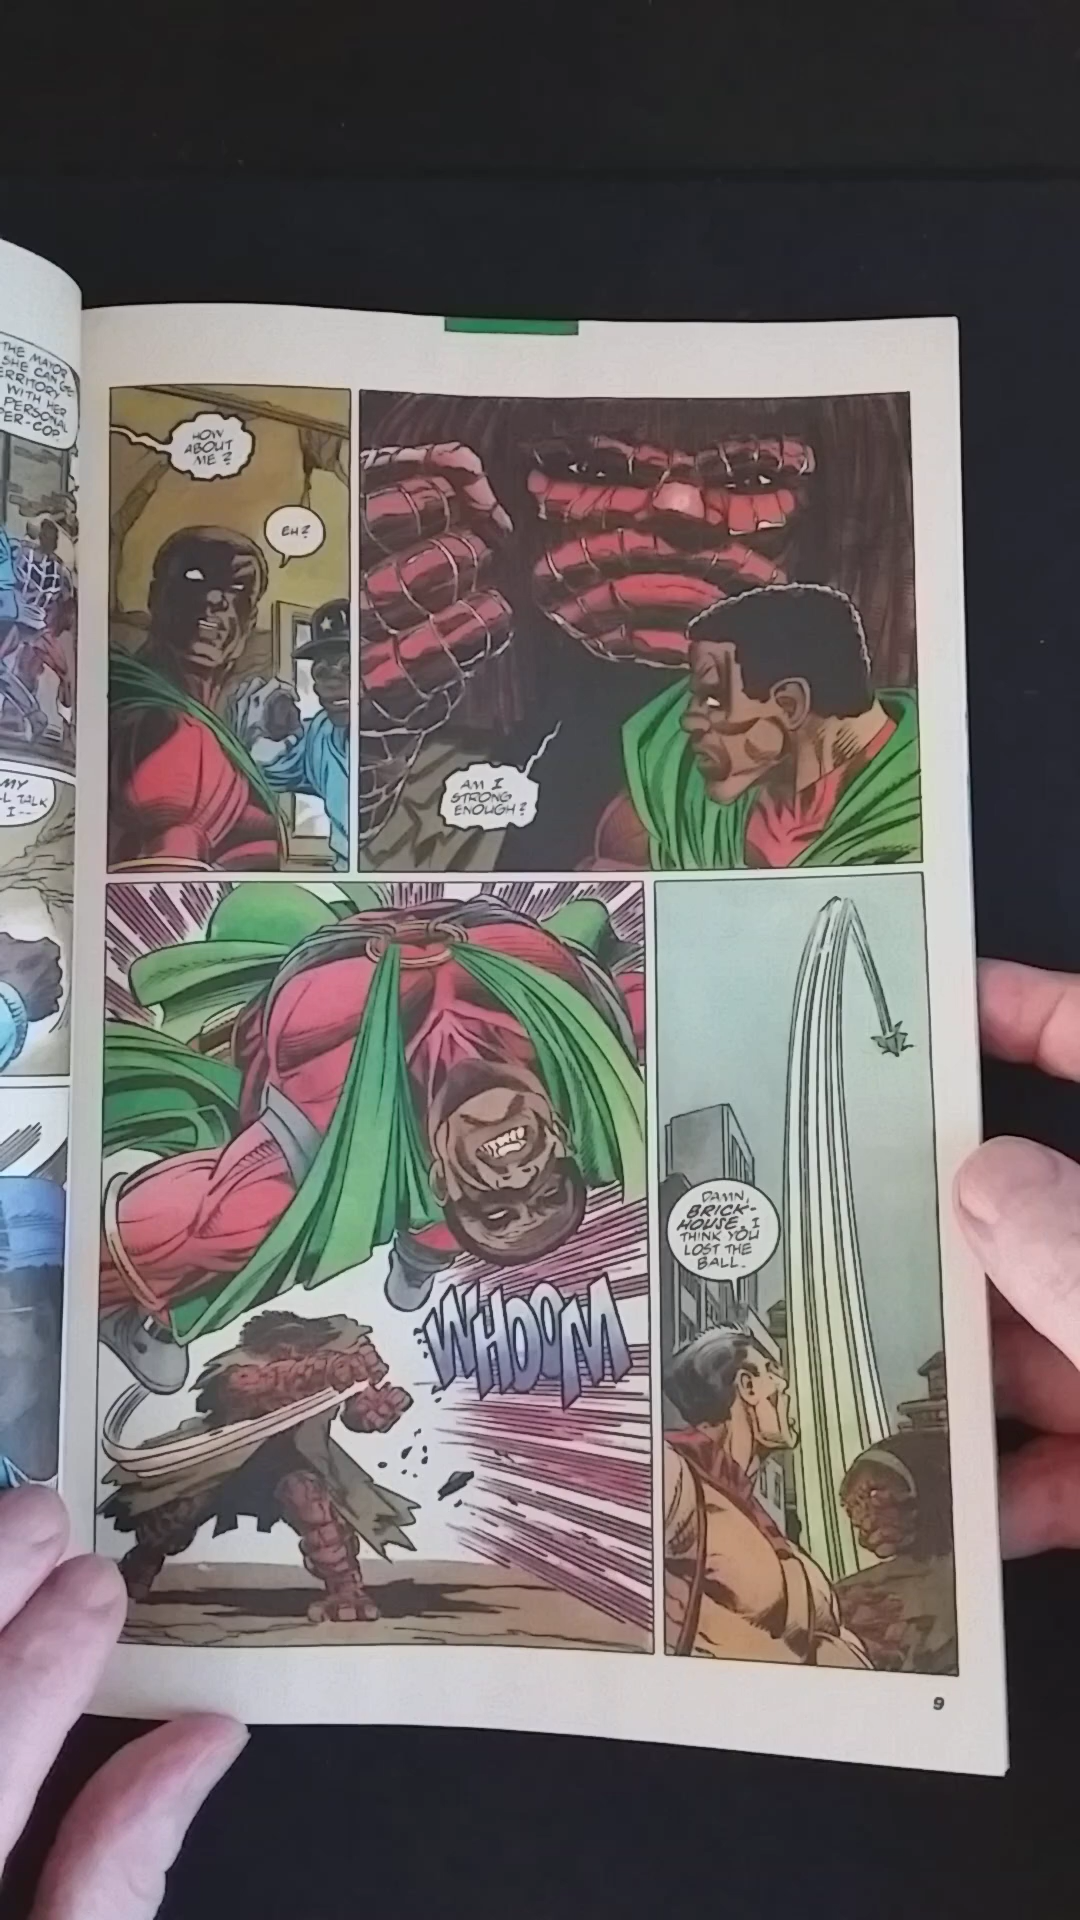 THE MAYOR
SHE CAN GET
TERRITORY
WITH HER
PERSONAL
PER-COP.
MY
L TALK
I--
HOW
ABOUT
ME?
EH?
AM I
STRONG
ENOUGH?
WHOOM
DAMN,
BRICK-
HOUSE, I
THINK YOU
LOST THE
BALL.
9